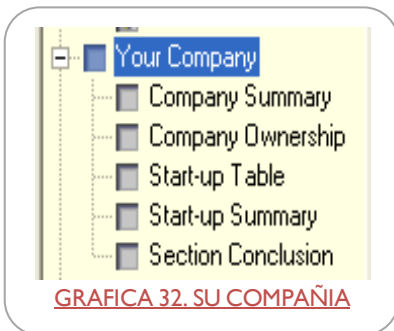 Your Company
Company Summary
Company Ownership
Start-up Table
Start-up Summary
Section Conclusion
GRAFICA 32. SU COMPAÑIA